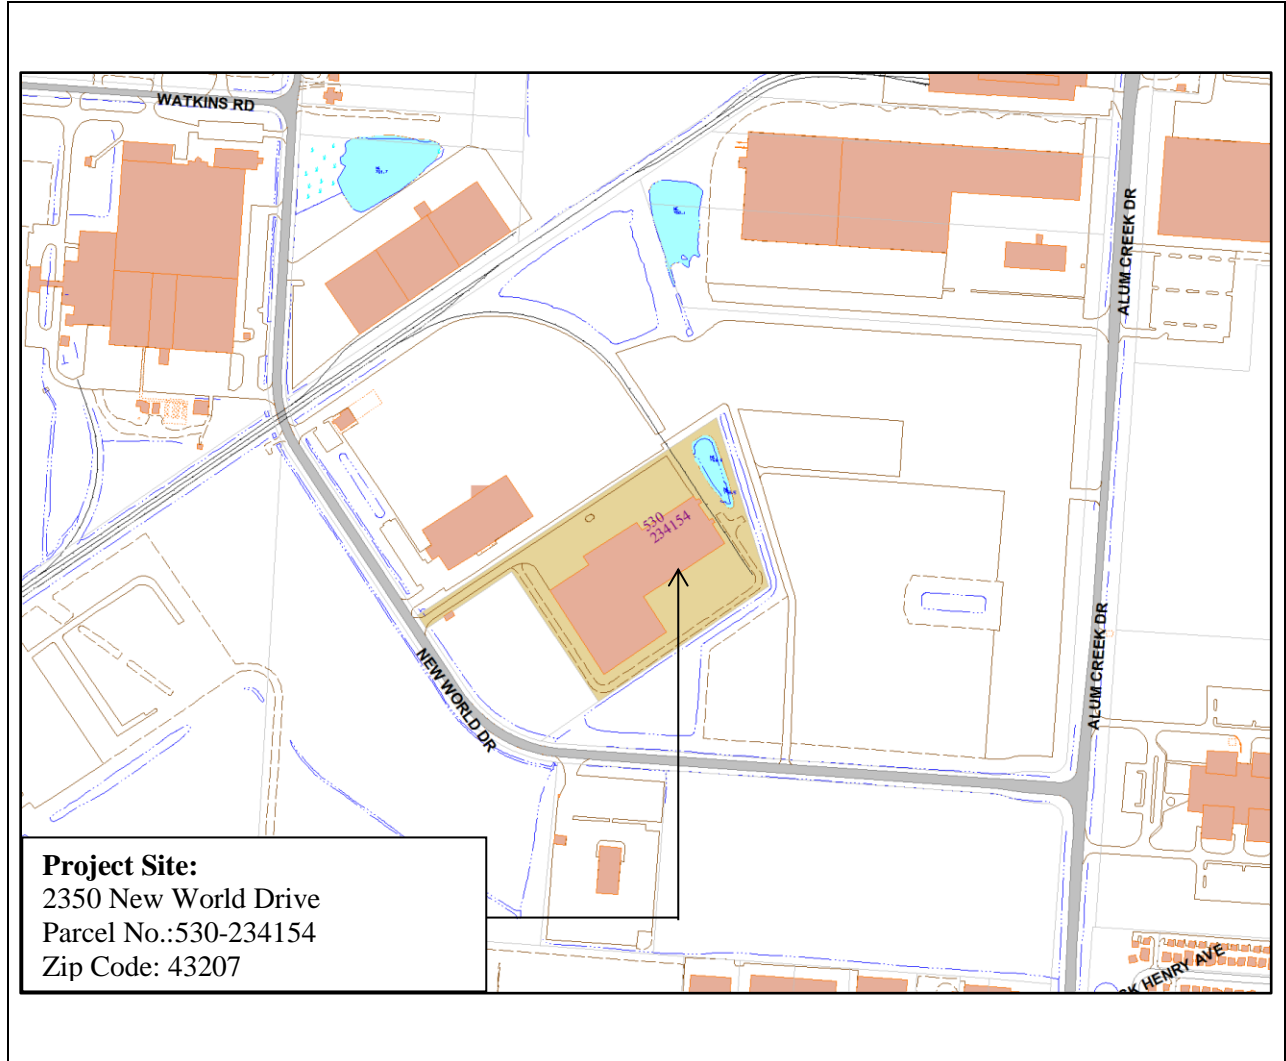 WATKINS RD
ALUM CREEK DR
530
234154
NEW WORLD DR
ALUM CREEK DR
Project Site:
2350 New World Drive
Parcel No.:530-234154
Zip Code: 43207
HENRY AVE